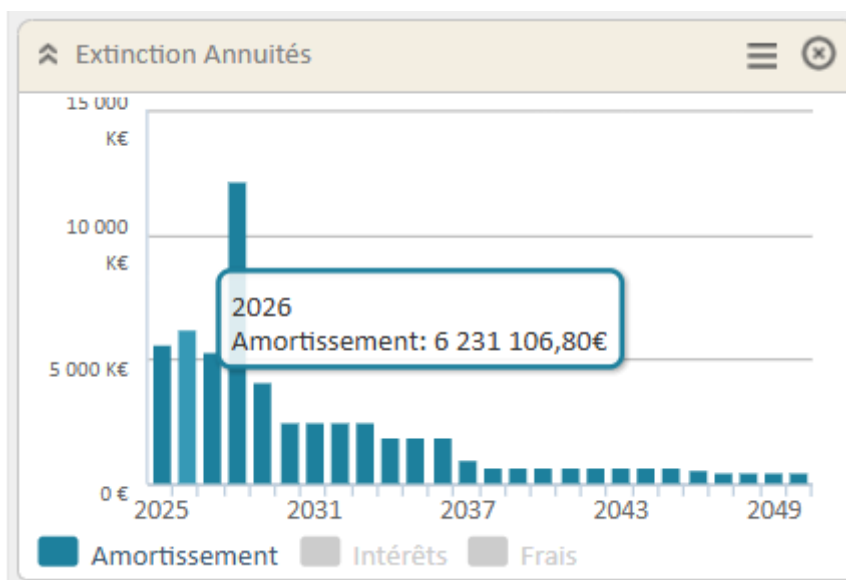 Extinction Annuités
15 000
K€
10 000
K€
2026
Amortissement: 6 231 106,80€
5 000 K€
0 €
2025
2031
2037
2043
2049
Amortissement
Intérêts
Frais